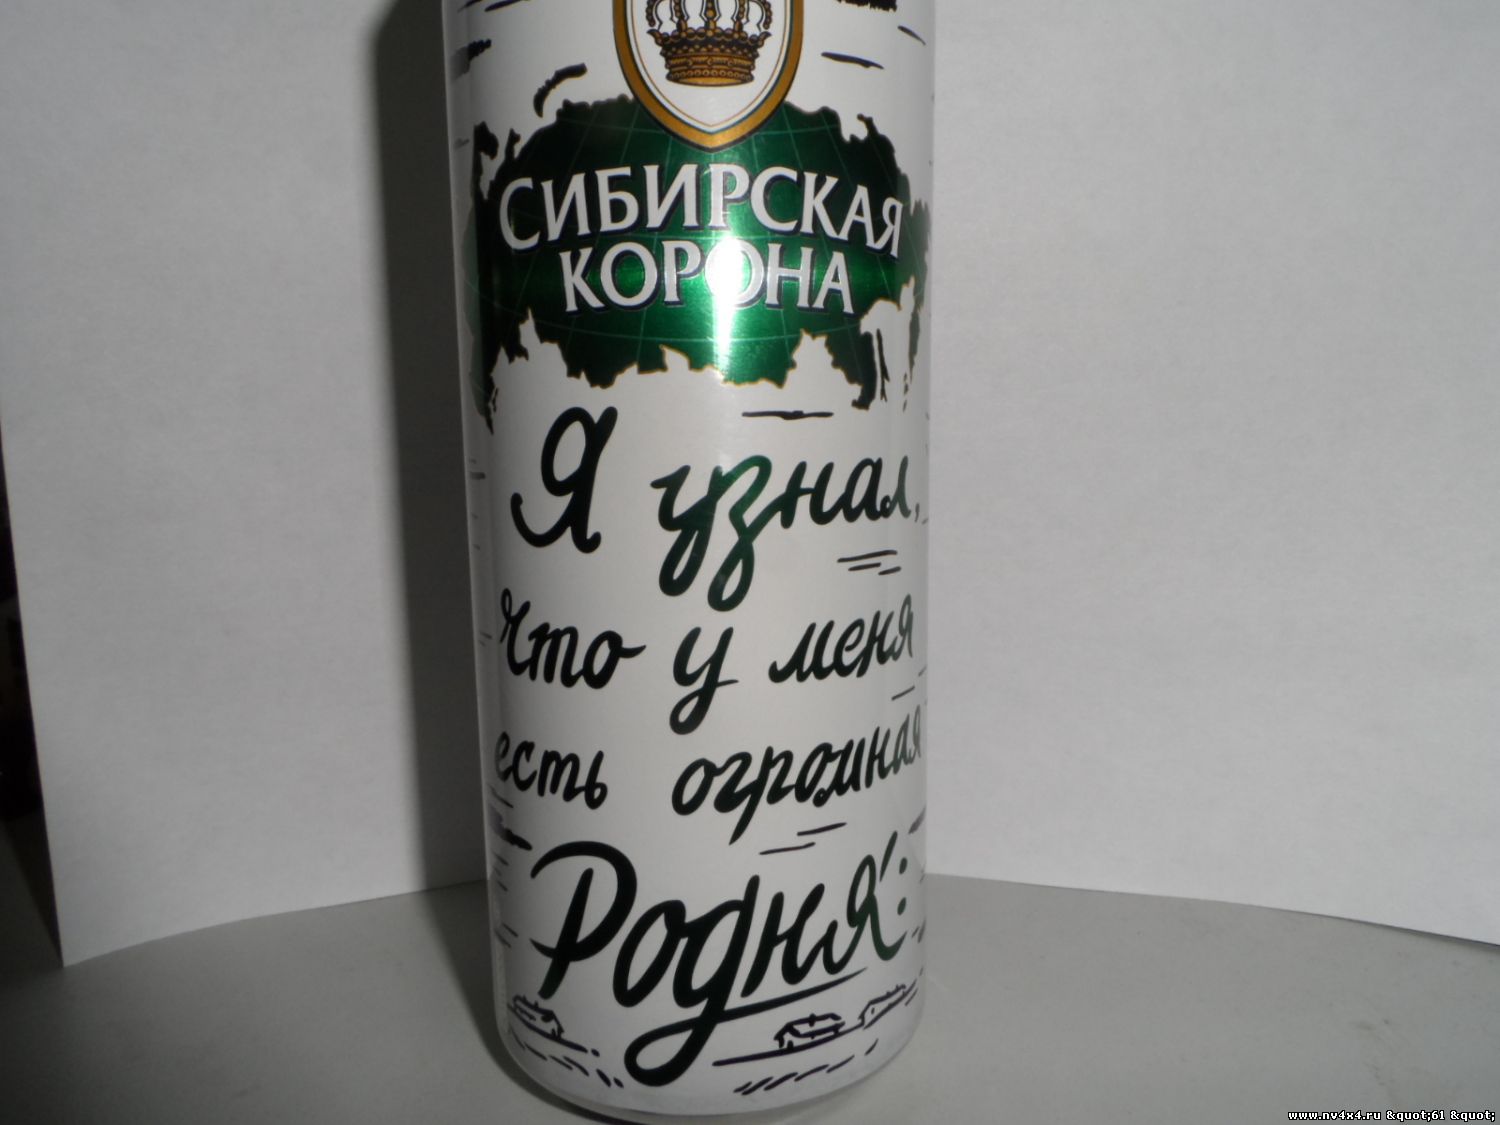 СИБИРСКАЯ
КОРОНА
Я узнал,
что у меня
есть огромная
Родня:
www.nv4x4.ru &quot;61 &quot;